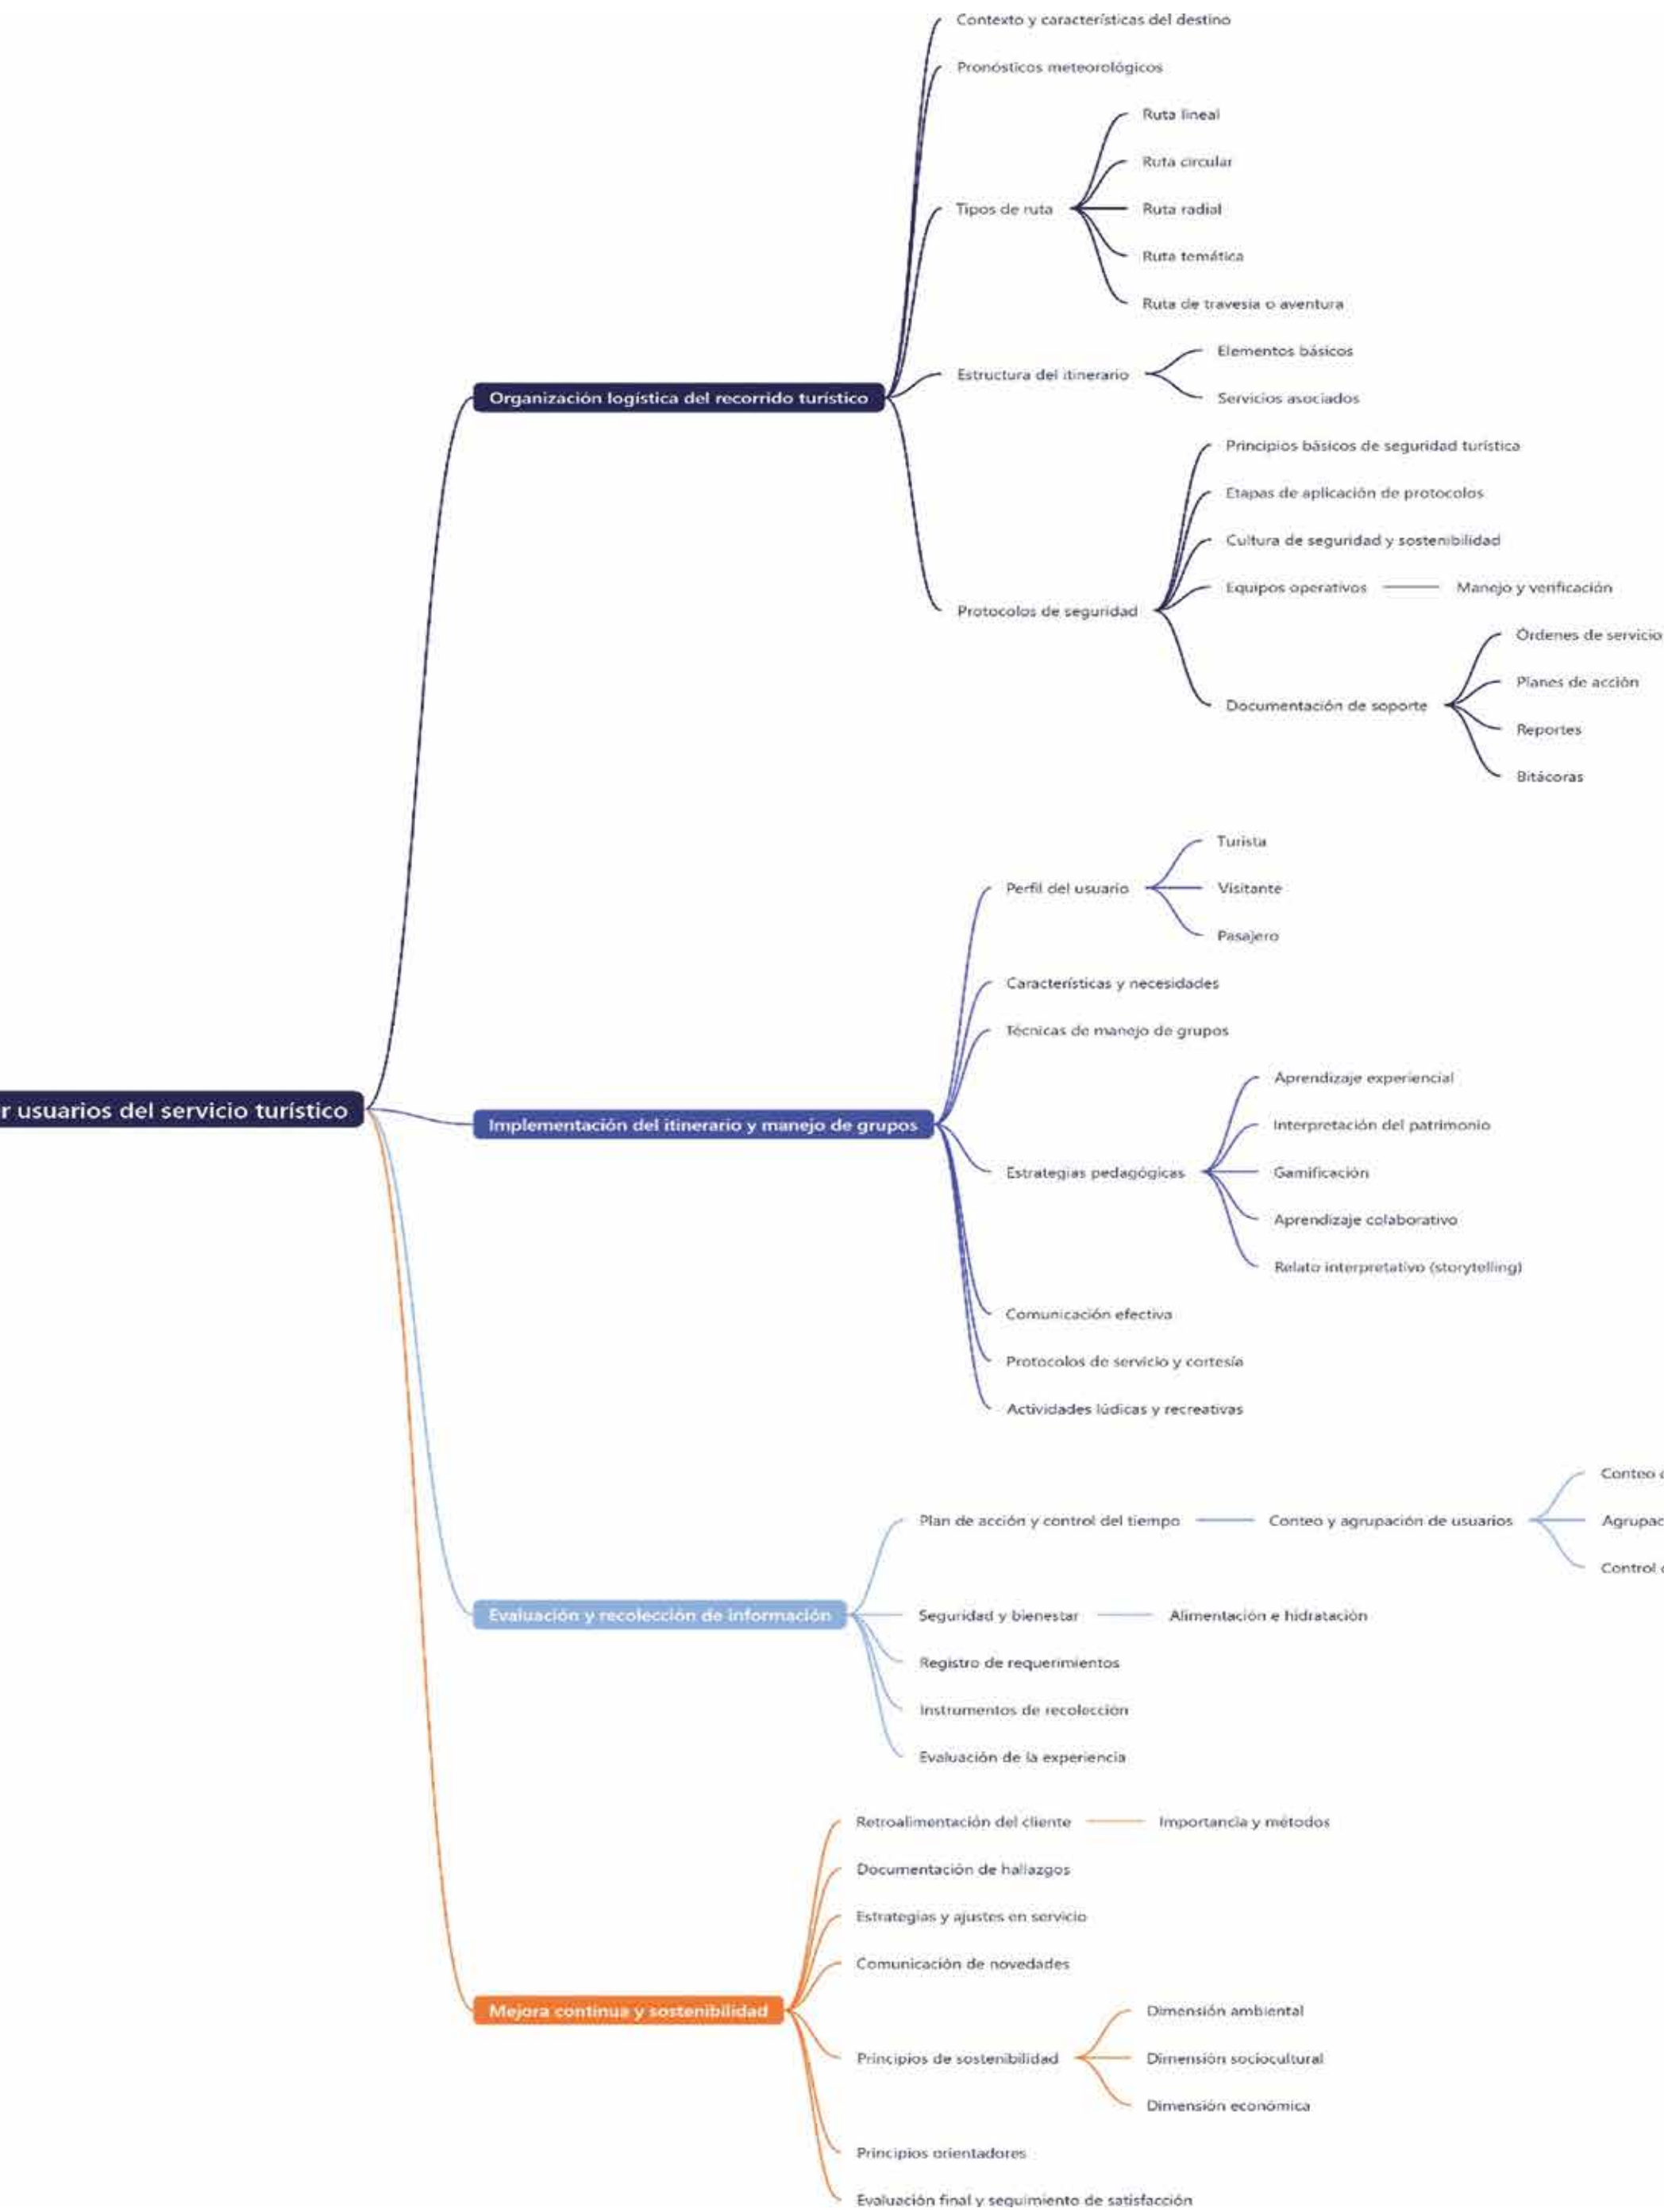 Contexto y características del destino
Pronósticos meteorológicos
Ruta lineal
Ruta circular
Tipos de ruta
Ruta radial
Ruta temática
Ruta de travesía o aventura
Elementos básicos
Estructura del itinerario
Servicios asociados
Organización logística del recorrido turístico
Principios básicos de seguridad turística
Etapas de aplicación de protocolos
Cultura de seguridad y sostenibilidad
Equipos operativos
Manejo y verificación
Protocolos de seguridad
Órdenes de servicio
Planes de acción
Documentación de soporte
Reportes
Bitácoras
Turista
Perfil del usuario
Visitante
Pasajero
Características y necesidades
Técnicas de manejo de grupos
Aprendizaje experiencial
r usuarios del servicio turístico
Implementación del itinerario y manejo de grupos
Interpretación del patrimonio
Estrategias pedagógicas
Gamificación
Aprendizaje colaborativo
Relato interpretativo (storytelling)
Comunicación efectiva
Protocolos de servicio y cortesía
Actividades lúdicas y recreativas
Conteo
Plan de acción y control del tiempo
Conteo y agrupación de usuarios
Agrupac
Control
Evaluación y recolección de información
Seguridad y bienestar
Alimentación e hidratación
Registro de requerimientos
Instrumentos de recolección
Evaluación de la experiencia
Retroalimentación del cliente
Importancia y métodos
Documentación de hallazgos
Estrategias y ajustes en servicio
Comunicación de novedades
Mejora continua y sostenibilidad
Dimensión ambiental
Principios de sostenibilidad
Dimensión sociocultural
Dimensión económica
Principios orientadores
Evaluación final y seguimiento de satisfacción